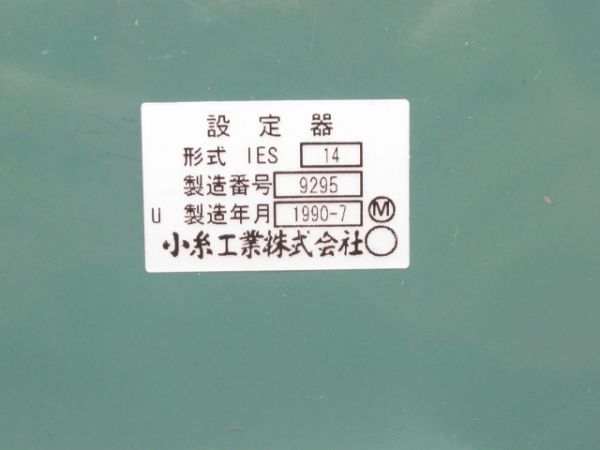 設定器
形式 IES 14
製造番号 9295
U 製造年月 1990-7 Ⓜ
小糸工業株式会社